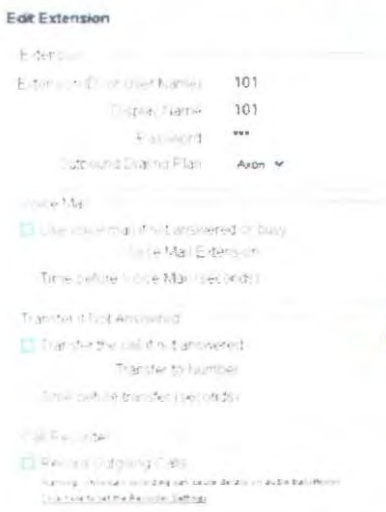 Edit Extension
Extension
Extension ID (or User Name) 101
Display Name 101
Password ***
Outbound Dialing Plan Axon
Voice Mail
Use voice mail if not answered or busy
Voice Mail Extension
Time before Voice Mail (seconds)
Transfer if Not Answered
Transfer the call if not answered
Transfer to Number
Time before transfer (seconds)
Call Recorder
Record Outgoing Calls
Click here to set the Recorder Settings